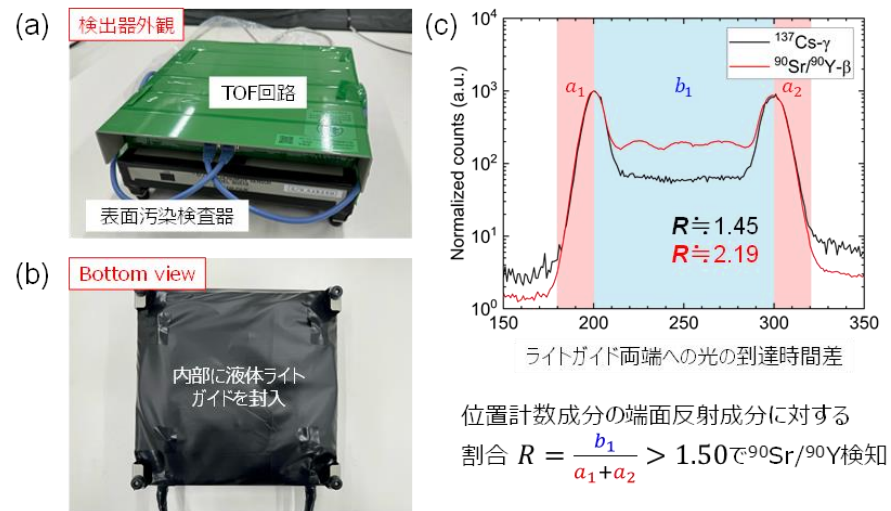 (a)
検出器外観
TOF回路
表面汚染検査器
(b)
Bottom view
内部に液体ライト
ガイドを封入
(c)
Normalized counts (a.u.)
10⁴
10³
10²
10¹
10⁰
¹³⁷Cs-γ
⁹⁰Sr/⁹⁰Y-β
a₁
b₁
a₂
R≒1.45
R≒2.19
150
200
250
300
350
ライトガイド両端への光の到達時間差
位置計数成分の端面反射成分に対する
割合 R = b₁/(a₁+a₂) > 1.50で⁹⁰Sr/⁹⁰Y検知